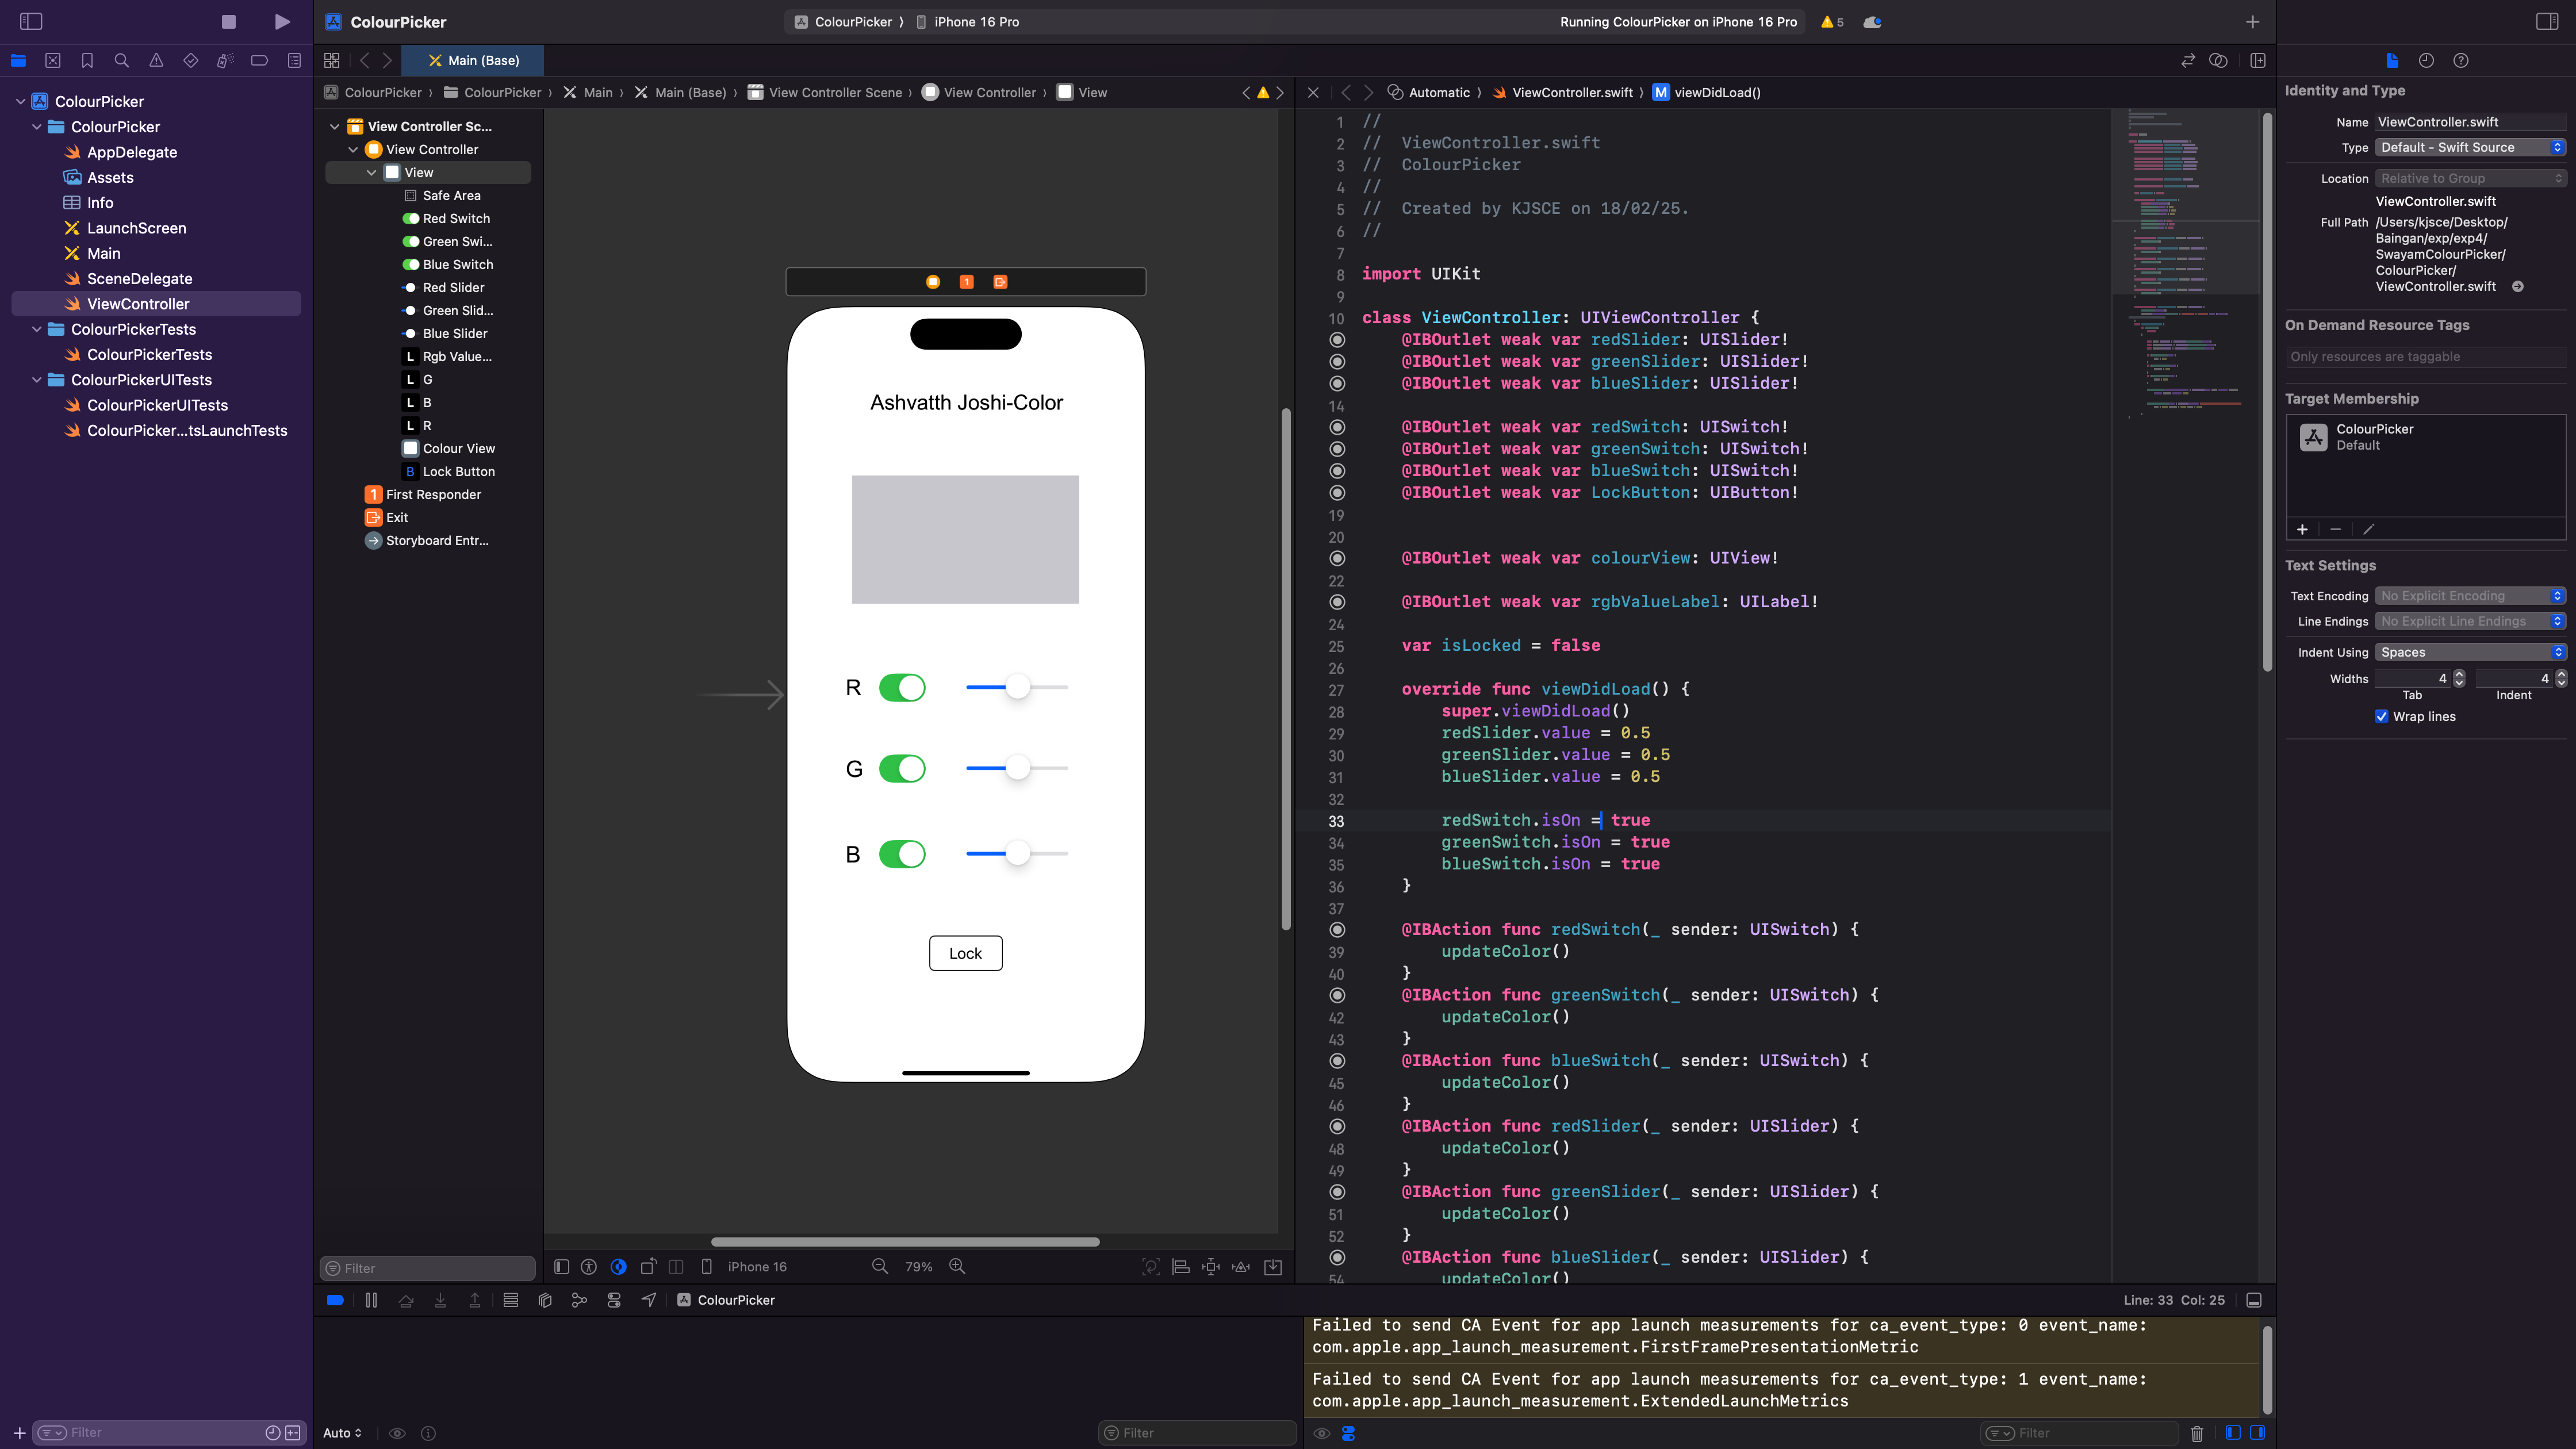 ColourPicker
ColourPicker
iPhone 16 Pro
Running ColourPicker on iPhone 16 Pro
5
Main (Base)
ColourPicker
ColourPicker
AppDelegate
Assets
Info
LaunchScreen
Main
SceneDelegate
ViewController
ColourPickerTests
ColourPickerTests
ColourPickerUITests
ColourPickerUITests
ColourPicker...tsLaunchTests
Filter
ColourPicker
ColourPicker
Main
Main (Base)
View Controller Scene
View Controller
View
View Controller Sc...
View Controller
View
Safe Area
Red Switch
Green Swi...
Blue Switch
Red Slider
Green Slid...
Blue Slider
L Rgb Value...
L G
L B
L R
Colour View
B Lock Button
1 First Responder
Exit
Storyboard Entr...
Filter
1
Ashvatth Joshi-Color
R
G
B
Lock
iPhone 16
79%
Automatic
ViewController.swift
M viewDidLoad()
1 //
2 //  ViewController.swift
3 //  ColourPicker
4 //
5 //  Created by KJSCE on 18/02/25.
6 //
7
8 import UIKit
9
10 class ViewController: UIViewController {
@IBOutlet weak var redSlider: UISlider!
@IBOutlet weak var greenSlider: UISlider!
@IBOutlet weak var blueSlider: UISlider!
14
@IBOutlet weak var redSwitch: UISwitch!
@IBOutlet weak var greenSwitch: UISwitch!
@IBOutlet weak var blueSwitch: UISwitch!
@IBOutlet weak var LockButton: UIButton!
19
20
@IBOutlet weak var colourView: UIView!
22
@IBOutlet weak var rgbValueLabel: UILabel!
24
25 var isLocked = false
26
27 override func viewDidLoad() {
28 super.viewDidLoad()
29 redSlider.value = 0.5
30 greenSlider.value = 0.5
31 blueSlider.value = 0.5
32
33 redSwitch.isOn = true
34 greenSwitch.isOn = true
35 blueSwitch.isOn = true
36 }
37
@IBAction func redSwitch(_ sender: UISwitch) {
39 updateColor()
40 }
@IBAction func greenSwitch(_ sender: UISwitch) {
42 updateColor()
43 }
@IBAction func blueSwitch(_ sender: UISwitch) {
45 updateColor()
46 }
@IBAction func redSlider(_ sender: UISlider) {
48 updateColor()
49 }
@IBAction func greenSlider(_ sender: UISlider) {
51 updateColor()
52 }
@IBAction func blueSlider(_ sender: UISlider) {
54 updateColor()
ColourPicker
Line: 33 Col: 25
Auto
Filter
Failed to send CA Event for app launch measurements for ca_event_type: 0 event_name:
com.apple.app_launch_measurement.FirstFramePresentationMetric
Failed to send CA Event for app launch measurements for ca_event_type: 1 event_name:
com.apple.app_launch_measurement.ExtendedLaunchMetrics
Filter
Identity and Type
Name ViewController.swift
Type Default - Swift Source
Location Relative to Group
ViewController.swift
Full Path /Users/kjsce/Desktop/
Baingan/exp/exp4/
SwayamColourPicker/
ColourPicker/
ViewController.swift
On Demand Resource Tags
Only resources are taggable
Target Membership
ColourPicker
Default
Text Settings
Text Encoding No Explicit Encoding
Line Endings No Explicit Line Endings
Indent Using Spaces
Widths 4 4
Tab Indent
Wrap lines